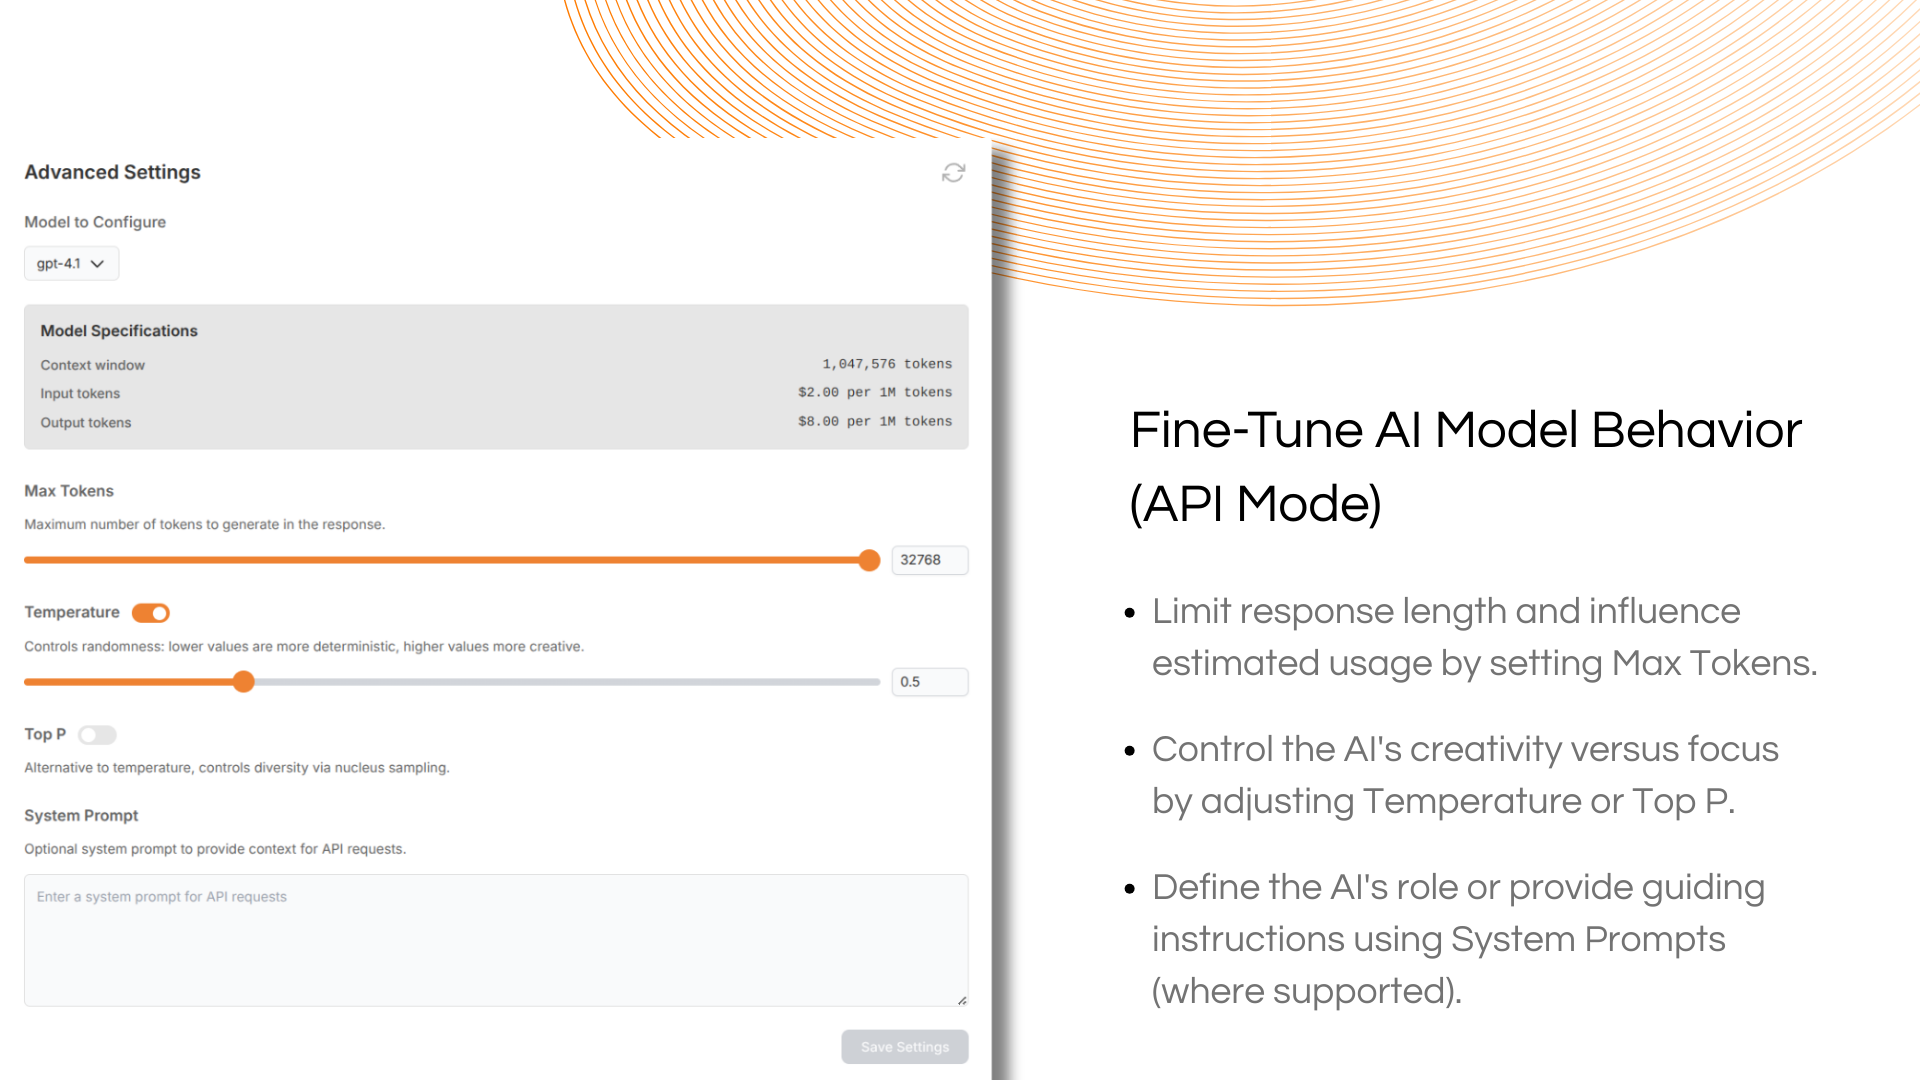 Advanced Settings
Model to Configure
gpt-4.1
Model Specifications
Context window 1,047,576 tokens
Input tokens $2.00 per 1M tokens
Output tokens $8.00 per 1M tokens
Max Tokens
Maximum number of tokens to generate in the response.
32768
Temperature
Controls randomness: lower values are more deterministic, higher values more creative.
0.5
Top P
Alternative to temperature, controls diversity via nucleus sampling.
System Prompt
Optional system prompt to provide context for API requests.
Enter a system prompt for API requests
Save Settings
Fine-Tune AI Model Behavior
(API Mode)
• Limit response length and influence
estimated usage by setting Max Tokens.
• Control the AI's creativity versus focus
by adjusting Temperature or Top P.
• Define the AI's role or provide guiding
instructions using System Prompts
(where supported).